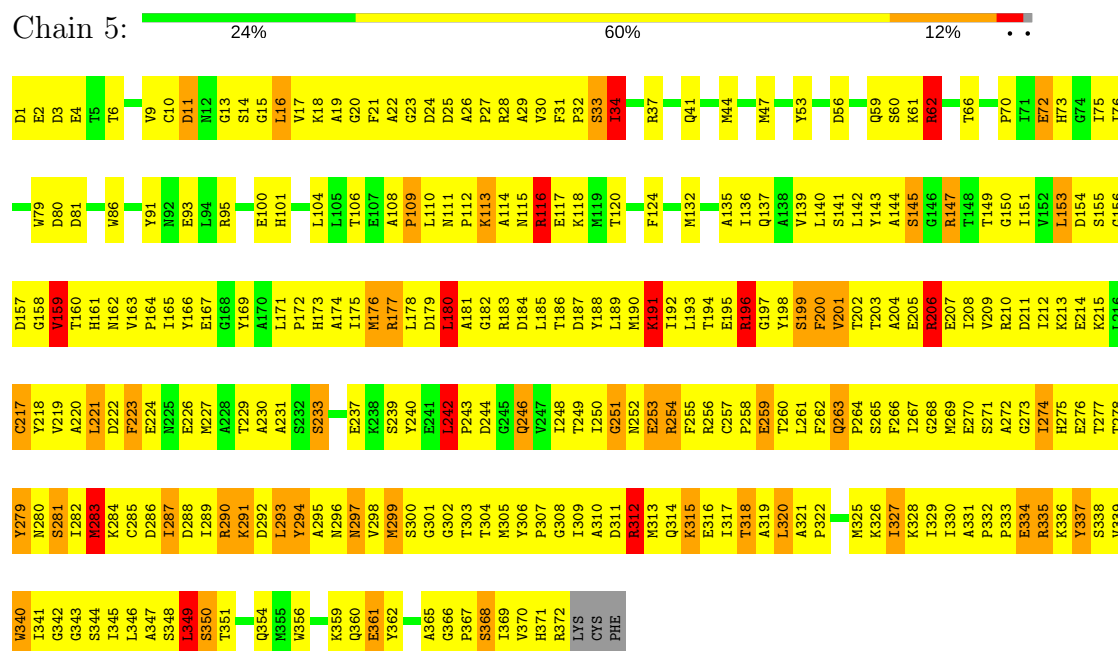 Chain 5:
24% 60% 12% • •
D1 E2 D3 E4 T5 T6 V9 C10 D11 N12 G13 S14 G15 L16 V17 K18 A19 G20 F21 A22 G23 D24 D25 A26 P27 R28 A29 V30 F31 P32 S33 I34 R37 Q41 M44 M47 Y53 D56 Q59 S60 K61 R62 T66 P70 I71 E72 H73 G74 I75 I76
W79 D80 D81 W86 Y91 N92 E93 L94 R95 E100 H101 L104 L105 T106 E107 A108 P109 L110 N111 P112 K113 A114 N115 R116 E117 K118 M119 T120 F124 M132 A135 I136 Q137 A138 V139 L140 S141 L142 Y143 A144 S145 G146 R147 T148 T149 G150 I151 V152 L153 D154 S155 G156
D157 G158 V159 T160 H161 N162 V163 P164 I165 Y166 E167 G168 Y169 A170 L171 P172 H173 A174 I175 M176 R177 L178 D179 L180 A181 G182 R183 D184 L185 T186 D187 Y188 L189 M190 K191 I192 L193 T194 E195 R196 G197 Y198 S199 F200 V201 T202 T203 A204 E205 R206 E207 I208 V209 R210 D211 I212 K213 E214 K215 L216
C217 Y218 V219 A220 L221 D222 F223 E224 N225 E226 M227 A228 T229 A230 A231 S232 S233 E237 K238 S239 Y240 E241 L242 P243 D244 G245 Q246 V247 I248 T249 I250 G251 N252 E253 R254 F255 R256 C257 P258 E259 T260 L261 F262 Q263 P264 S265 F266 I267 G268 M269 E270 S271 A272 G273 I274 H275 E276 T277 T278
Y279 N280 S281 I282 M283 K284 C285 D286 I287 D288 I289 R290 K291 D292 L293 Y294 A295 N296 N297 V298 M299 S300 G301 G302 T303 T304 M305 Y306 P307 G308 I309 A310 D311 R312 M313 Q314 K315 E316 I317 T318 A319 L320 A321 P322 M325 K326 I327 K328 I329 I330 A331 P332 P333 E334 R335 K336 Y337 S338 V339
W340 I341 G342 G343 S344 I345 L346 A347 S348 L349 S350 T351 Q354 M355 W356 K359 Q360 E361 Y362 A365 G366 P367 S368 I369 V370 H371 R372 LYS CYS PHE